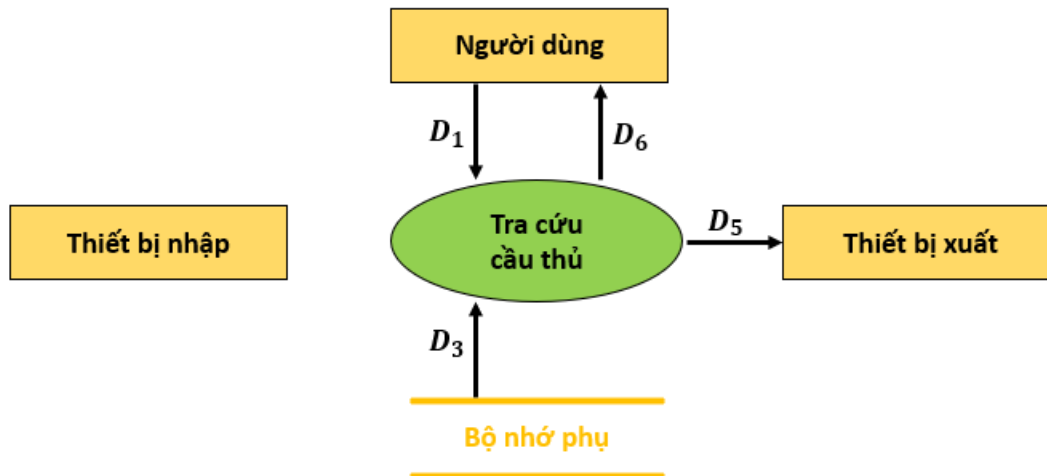 Người dùng
D₁
D₆
Thiết bị nhập
Tra cứu
cầu thủ
D₅
Thiết bị xuất
D₃
Bộ nhớ phụ